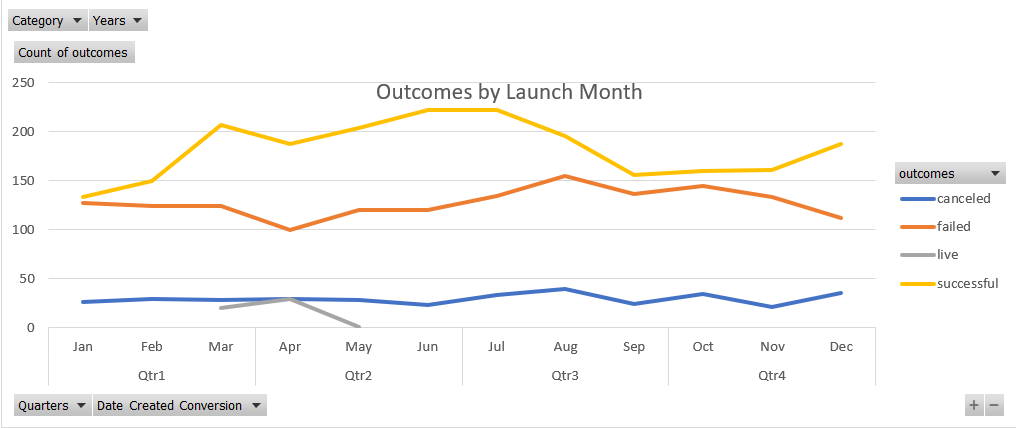 Category Years
Count of outcomes
Outcomes by Launch Month
250
200
150
100
50
0
Jan Feb Mar Apr May Jun Jul Aug Sep Oct Nov Dec
Qtr1 Qtr2 Qtr3 Qtr4
outcomes
canceled
failed
live
successful
Quarters Date Created Conversion
+ −